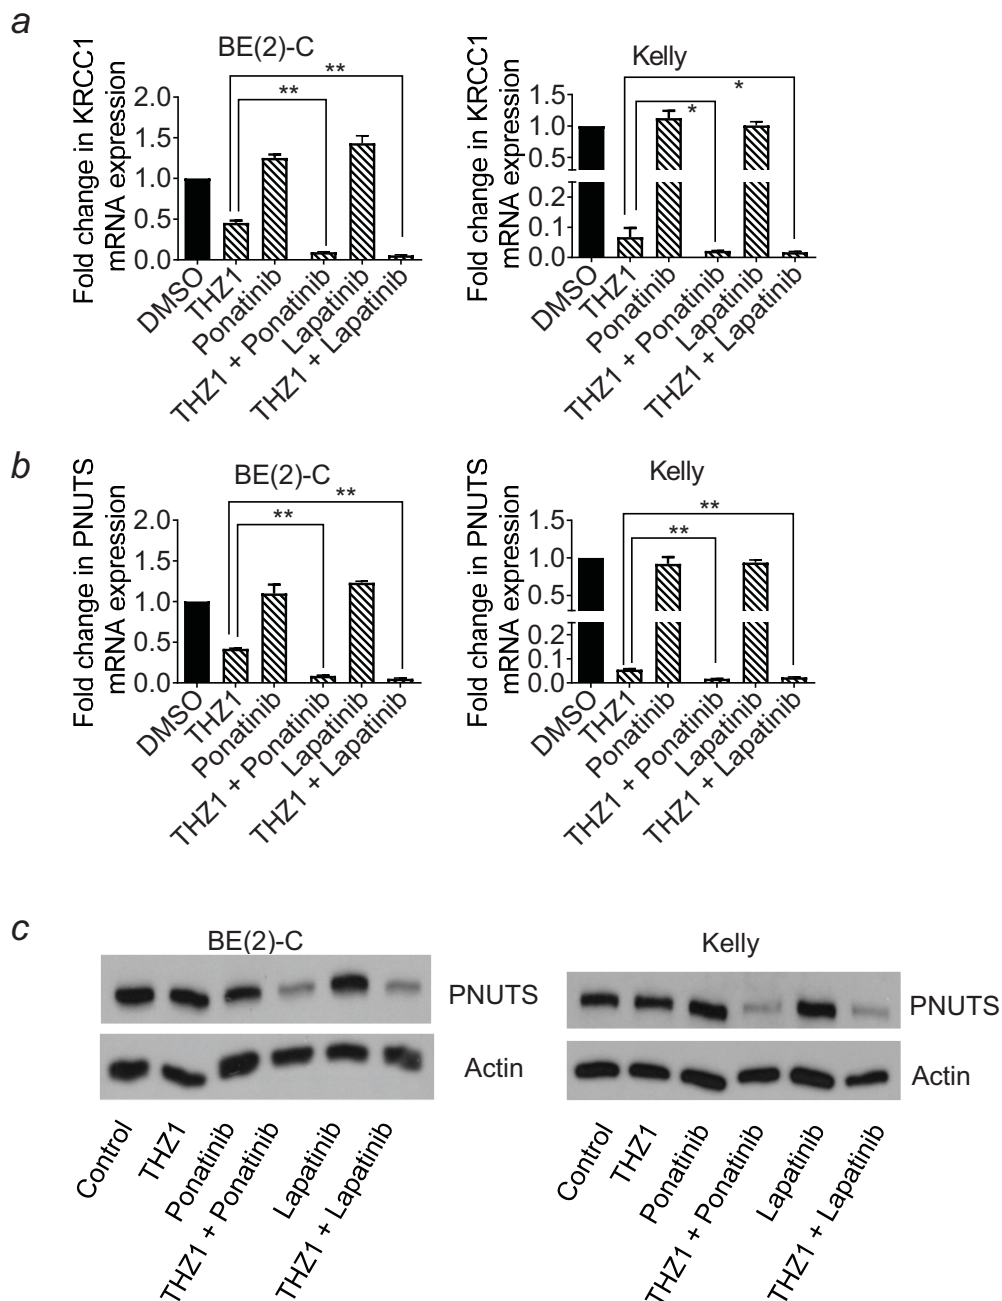 a
BE(2)-C
Fold change in KRCC1
mRNA expression
2.0
1.5
1.0
0.5
0.0
**
**
DMSO
THZ1
Ponatinib
THZ1 + Ponatinib
Lapatinib
THZ1 + Lapatinib
Kelly
Fold change in KRCC1
mRNA expression
1.5
1.0
0.5
0.2
0.1
0.0
*
*
DMSO
THZ1
Ponatinib
THZ1 + Ponatinib
Lapatinib
THZ1 + Lapatinib
b
BE(2)-C
Fold change in PNUTS
mRNA expression
2.0
1.5
1.0
0.5
0.0
**
**
DMSO
THZ1
Ponatinib
THZ1 + Ponatinib
Lapatinib
THZ1 + Lapatinib
Kelly
Fold change in PNUTS
mRNA expression
1.5
1.0
0.5
0.2
0.1
0.0
**
**
DMSO
THZ1
Ponatinib
THZ1 + Ponatinib
Lapatinib
THZ1 + Lapatinib
c
BE(2)-C
PNUTS
Actin
Control
THZ1
Ponatinib
THZ1 + Ponatinib
Lapatinib
THZ1 + Lapatinib
Kelly
PNUTS
Actin
Control
THZ1
Ponatinib
THZ1 + Ponatinib
Lapatinib
THZ1 + Lapatinib